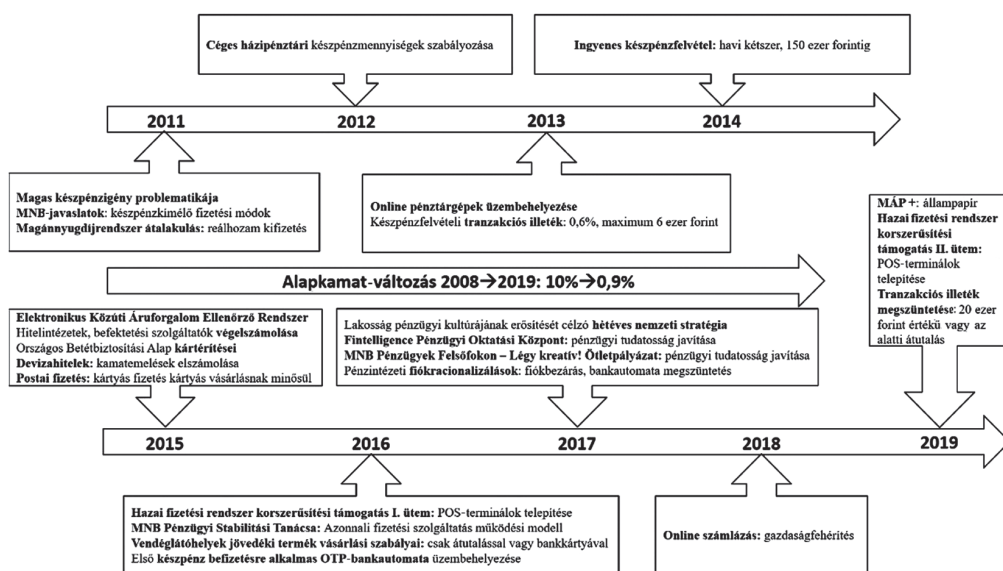 Céges házipénztári készpénzmennyiségek szabályozása
Ingyenes készpénzfelvétel: havi kétszer, 150 ezer forintig
2011
2012
2013
2014
Magas készpénzigény problematikája
MNB-javaslatok: készpénzkímélő fizetési módok
Magánnyugdíjrendszer átalakulás: reálhozam kifizetés
Online pénztárgépek üzembehelyezése
Készpénzfelvételi tranzakciós illeték: 0,6%, maximum 6 ezer forint
MÁP +: állampapír
Hazai fizetési rendszer
korszerűsítési
támogatás II. ütem:
POS-terminálok
telepítése
Tranzakciós illeték
megszüntetése: 20 ezer
forint értékű vagy az
alatti átutalás
Alapkamat-változás 2008→2019: 10%→0,9%
Elektronikus Közúti Áruforgalom Ellenőrző Rendszer
Hitelintézetek, befektetési szolgáltatók végelszámolása
Országos Betétbiztosítási Alap kártérítései
Devizahitelek: kamatemelések elszámolása
Postai fizetés: kártyás fizetés kártyás vásárlásnak minősül
Lakosság pénzügyi kultúrájának erősítését célzó hétéves nemzeti stratégia
Fintelligence Pénzügyi Oktatási Központ: pénzügyi tudatosság javítása
MNB Pénzügyek Felsőfokon – Légy kreatív! Ötletpályázat: pénzügyi tudatosság javítása
Pénzintézeti fiókracionalizálások: fiókbezárás, bankautomata megszüntetés
2015
2016
2017
2018
2019
Hazai fizetési rendszer korszerűsítési támogatás I. ütem: POS-terminálok telepítése
MNB Pénzügyi Stabilitási Tanácsa: Azonnali fizetési szolgáltatás működési modell
Vendéglátóhelyek jövedéki termék vásárlási szabályai: csak átutalással vagy bankkártyával
Első készpénz befizetésre alkalmas OTP-bankautomata üzembehelyezése
Online számlázás: gazdaságfehérítés